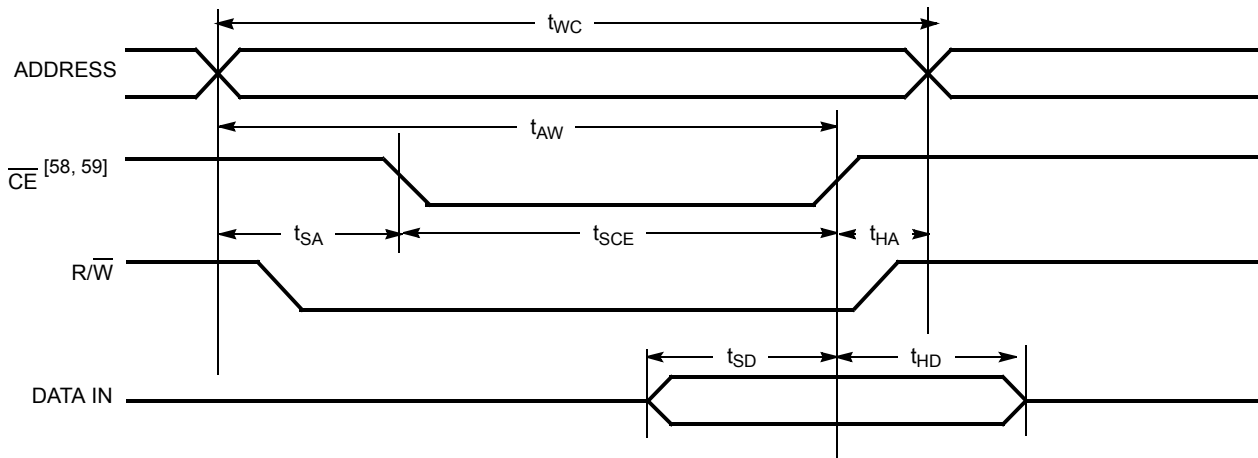 tWC
ADDRESS
tAW
CE [58, 59]
tSA
tSCE
tHA
R/W
tSD
tHD
DATA IN